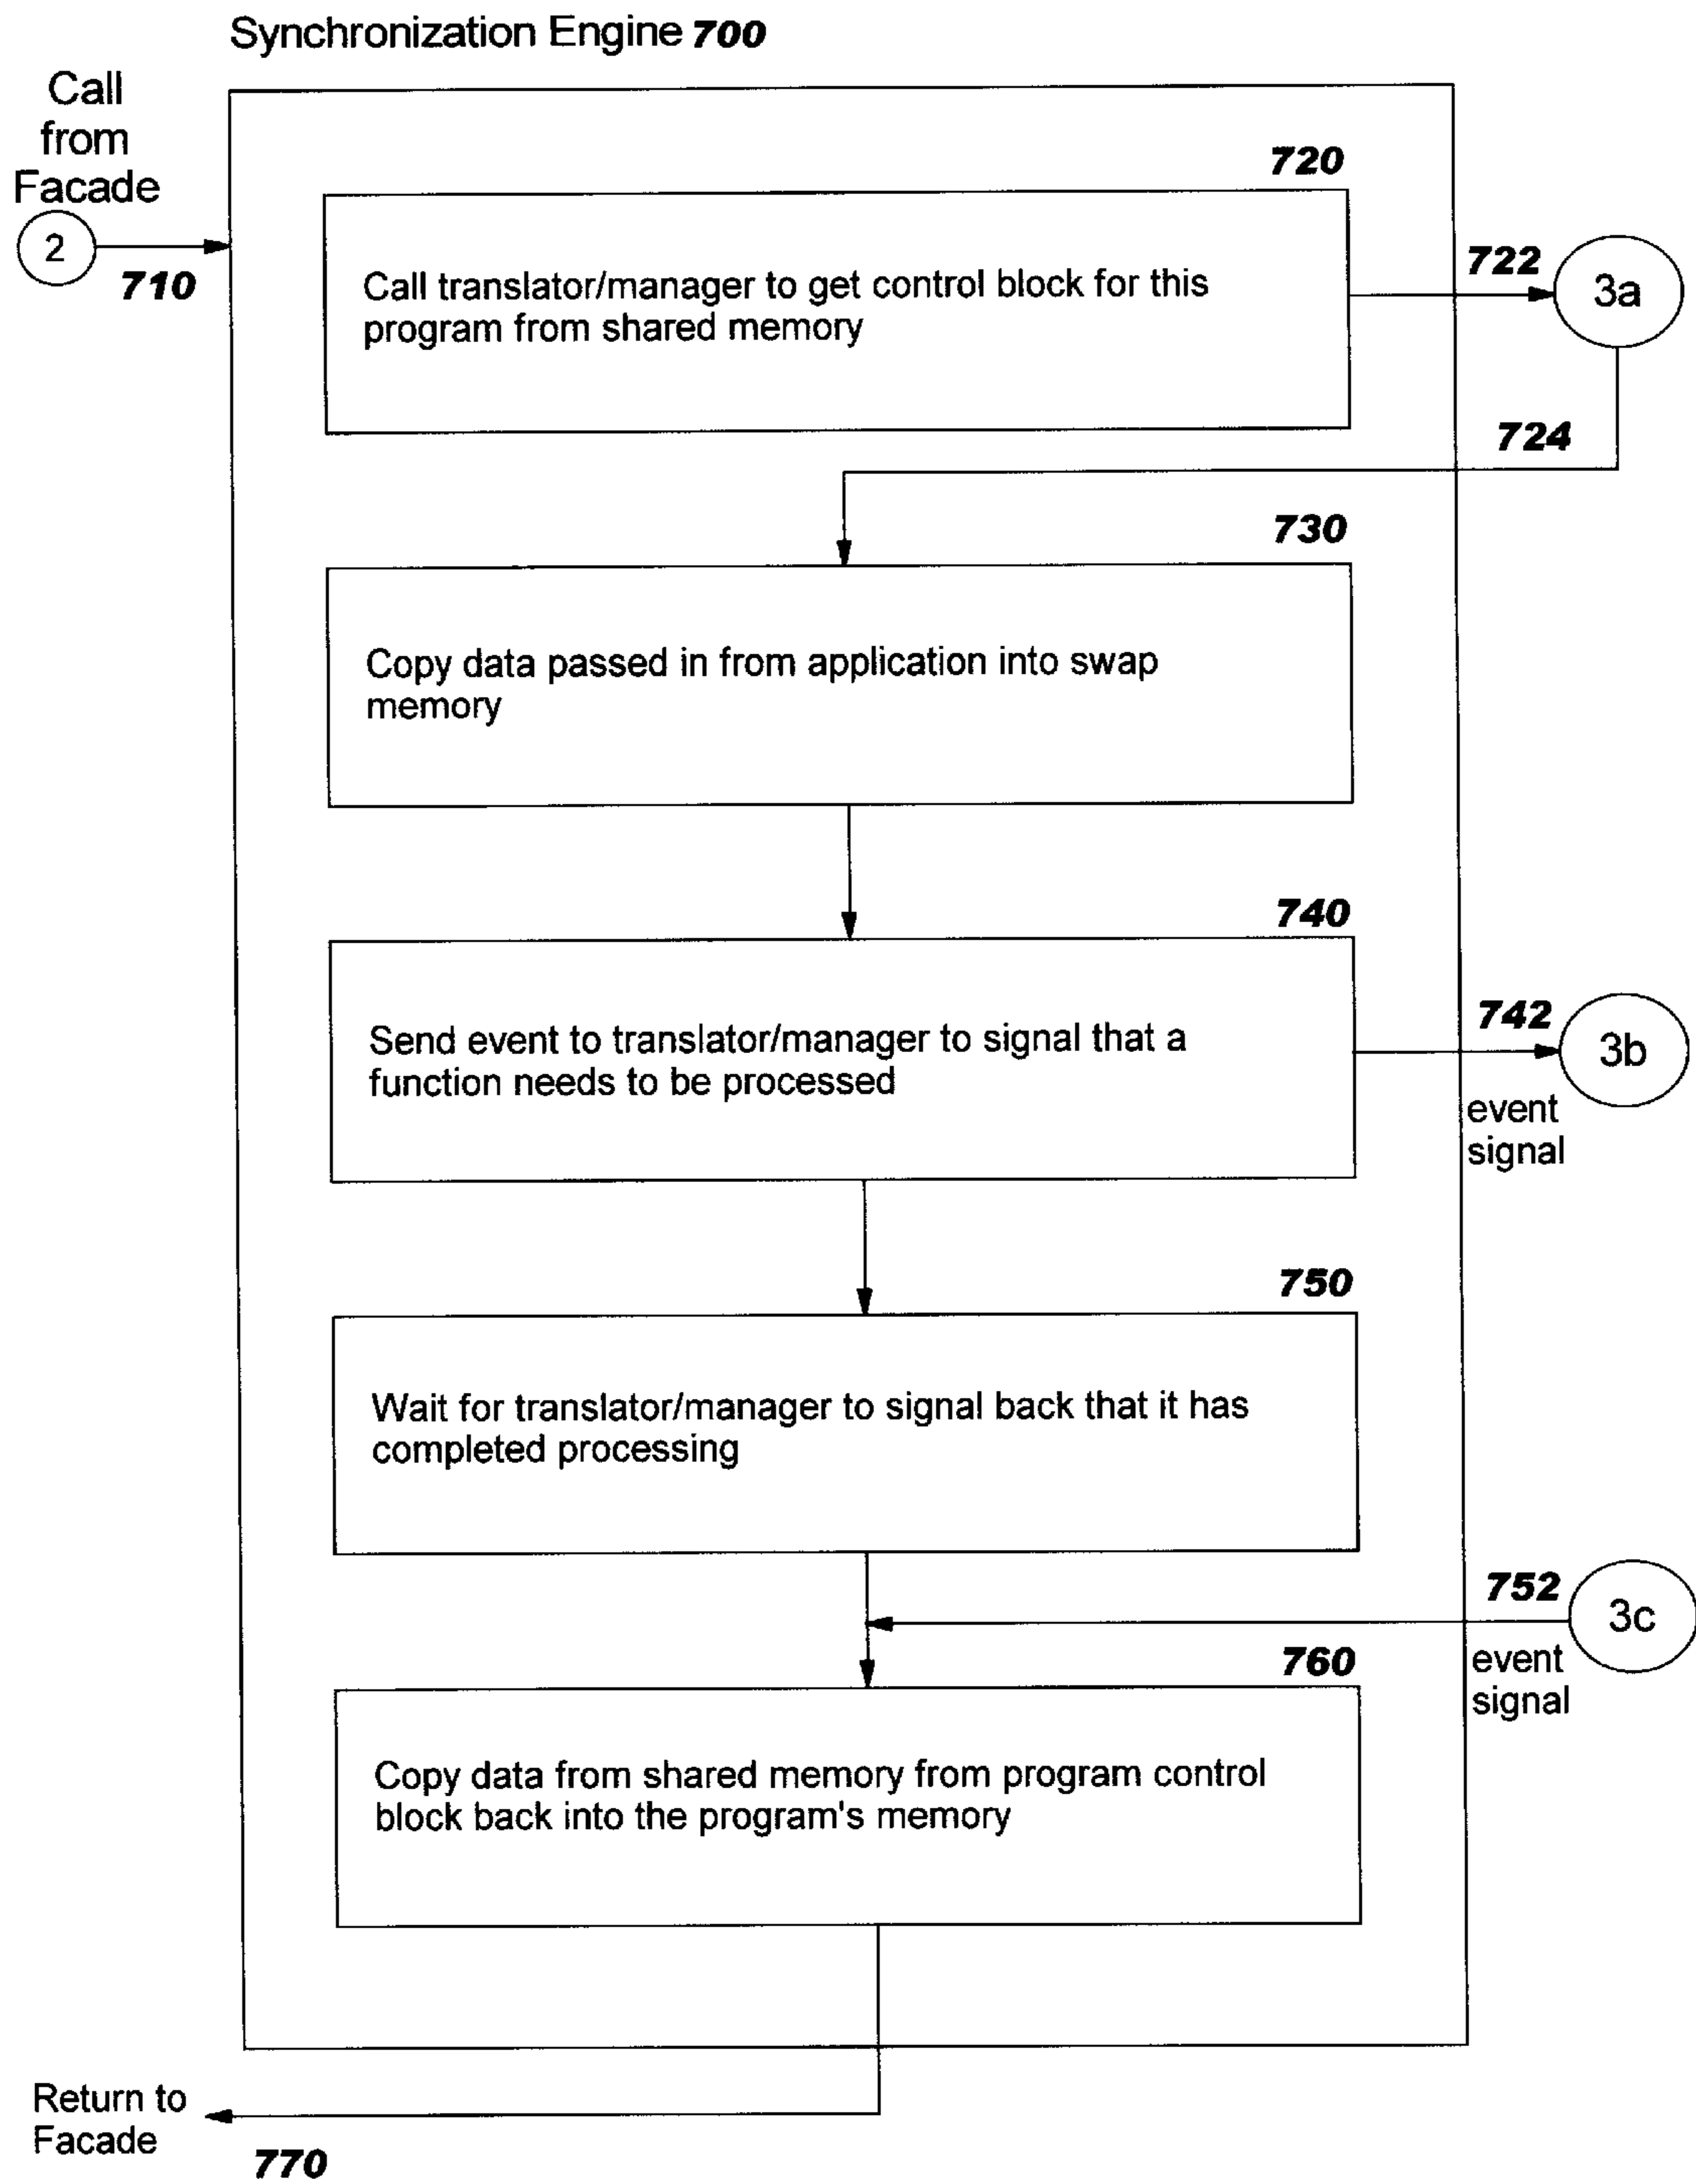 Synchronization Engine 700
Call
from
Facade
2
710
720
Call translator/manager to get control block for this
program from shared memory
722
3a
724
730
Copy data passed in from application into swap
memory
740
Send event to translator/manager to signal that a
function needs to be processed
742
3b
event
signal
750
Wait for translator/manager to signal back that it has
completed processing
752
3c
event
signal
760
Copy data from shared memory from program control
block back into the program's memory
Return to
Facade
770